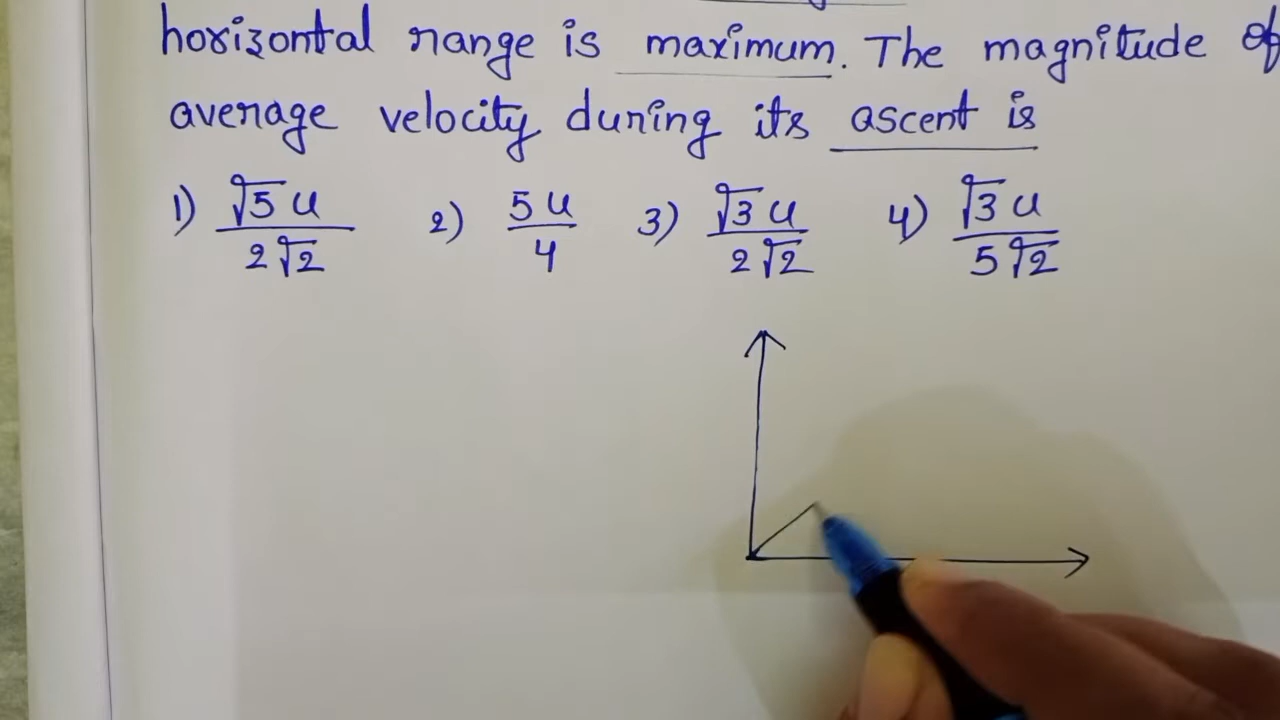 horizontal range is maximum. The magnitude of
average velocity during its ascent is
1) √5 u / 2√2 2) 5 u / 4 3) √3 u / 2√2 4) √3 u / 5√2